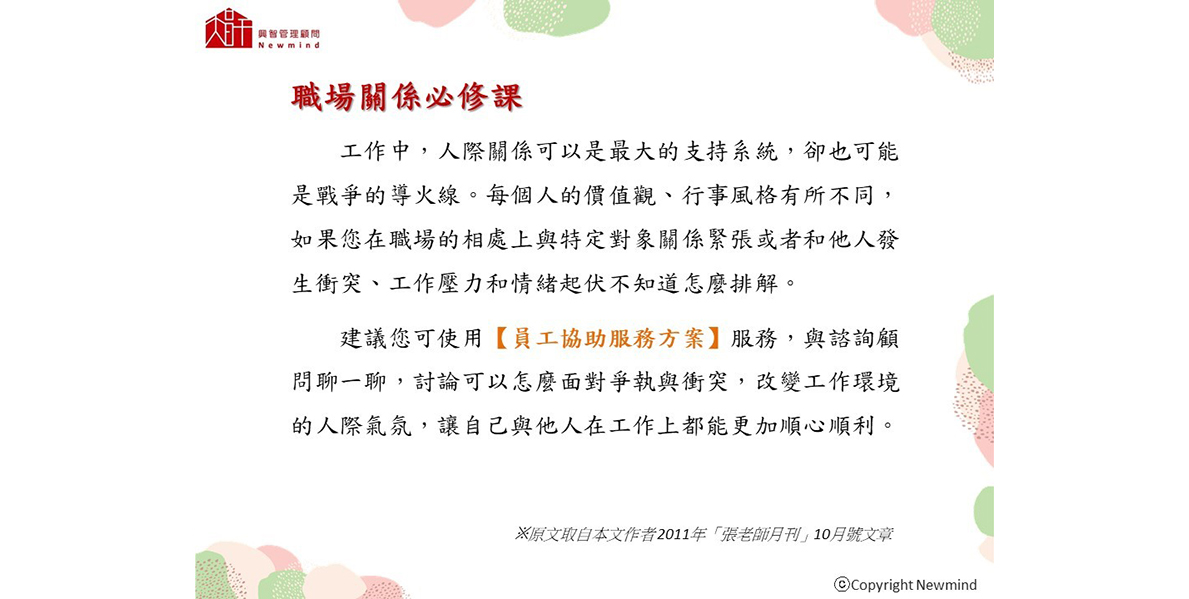 興智管理顧問
Newmind
職場關係必修課
工作中，人際關係可以是最大的支持系統，卻也可能
是戰爭的導火線。每個人的價值觀、行事風格有所不同，
如果您在職場的相處上與特定對象關係緊張或者和他人發
生衝突、工作壓力和情緒起伏不知道怎麼排解。
建議您可使用【員工協助服務方案】服務，與諮詢顧
問聊一聊，討論可以怎麼面對爭執與衝突，改變工作環境
的人際氣氛，讓自己與他人在工作上都能更加順心順利。
※原文取自本文作者2011年「張老師月刊」10月號文章
©Copyright Newmind